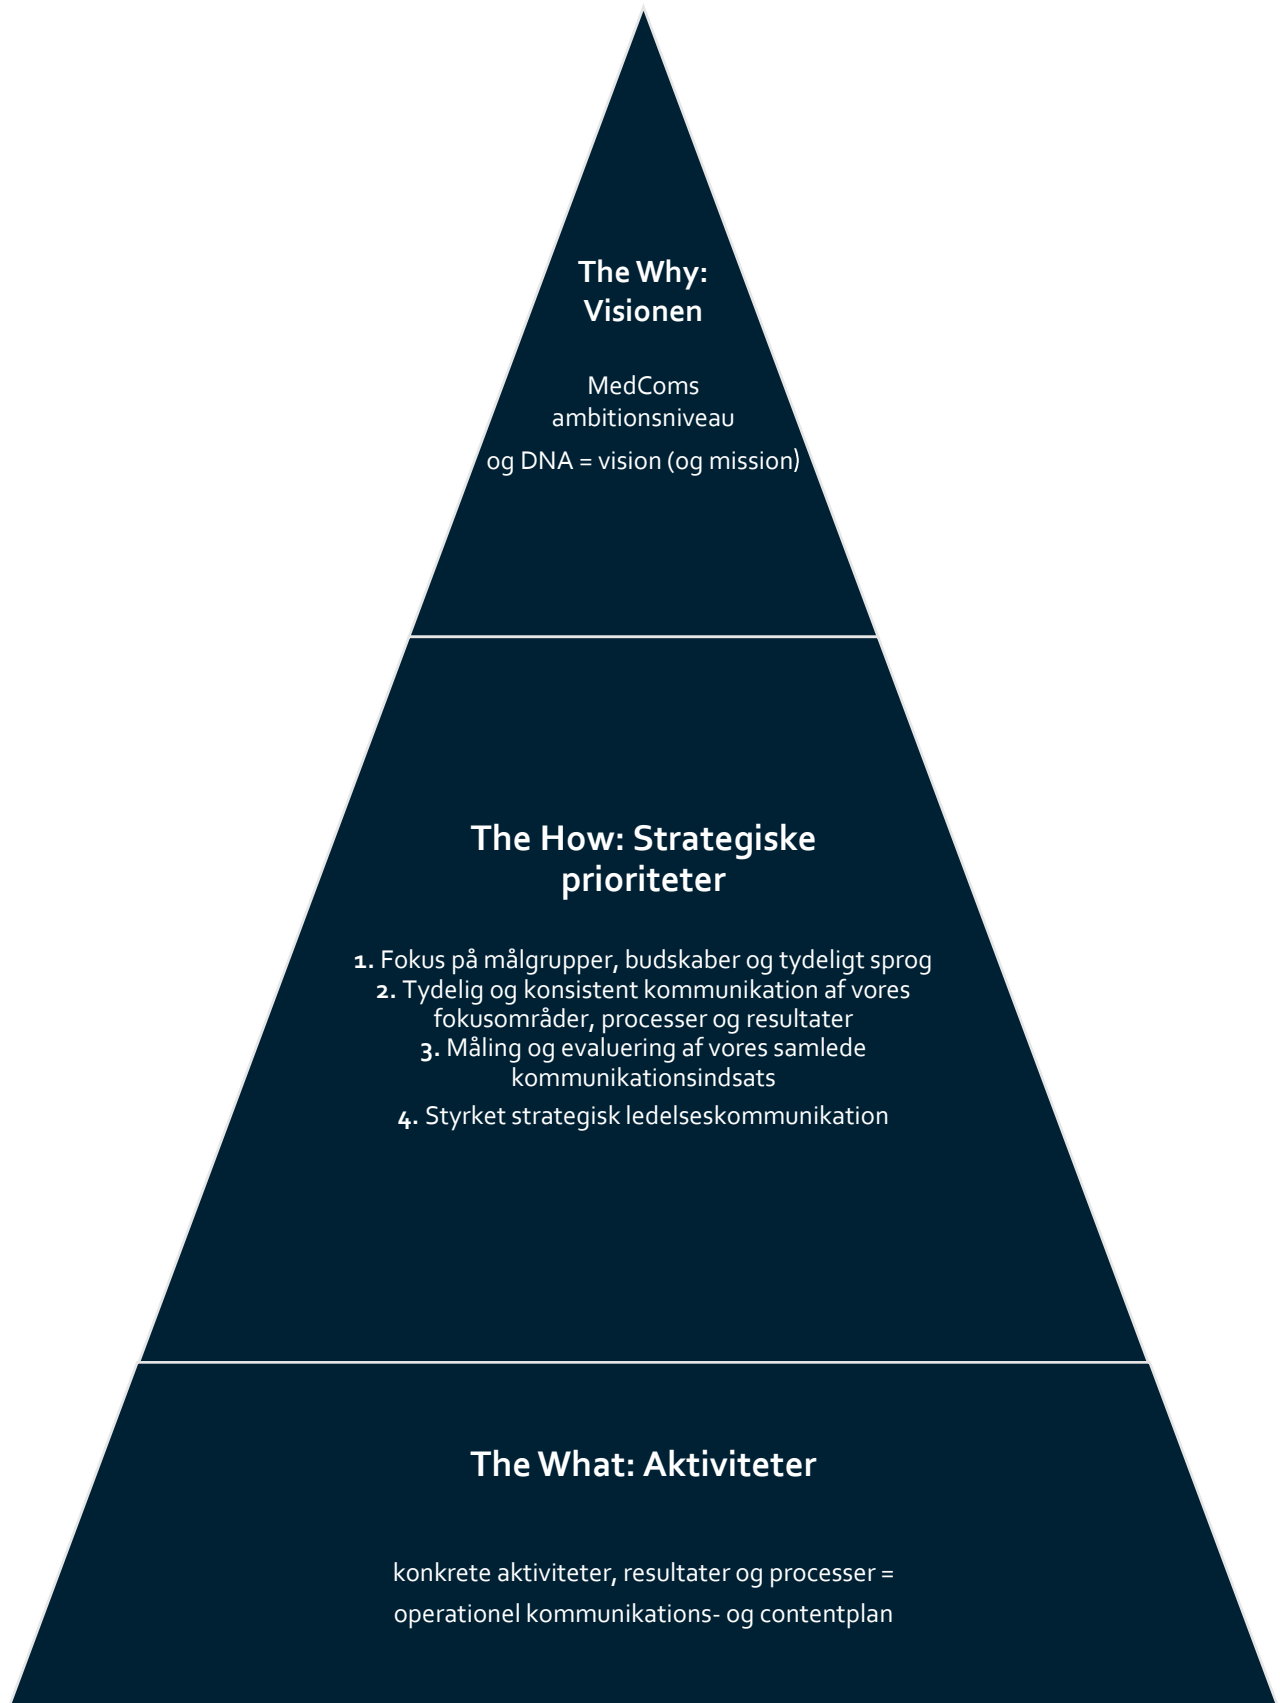 The Why:
Visionen
MedComs
ambitionsniveau
og DNA = vision (og mission)
The How: Strategiske
prioriteter
1. Fokus på målgrupper, budskaber og tydeligt sprog
2. Tydelig og konsistent kommunikation af vores
fokusområder, processer og resultater
3. Måling og evaluering af vores samlede
kommunikationsindsats
4. Styrket strategisk ledelseskommunikation
The What: Aktiviteter
konkrete aktiviteter, resultater og processer =
operationel kommunikations- og contentplan